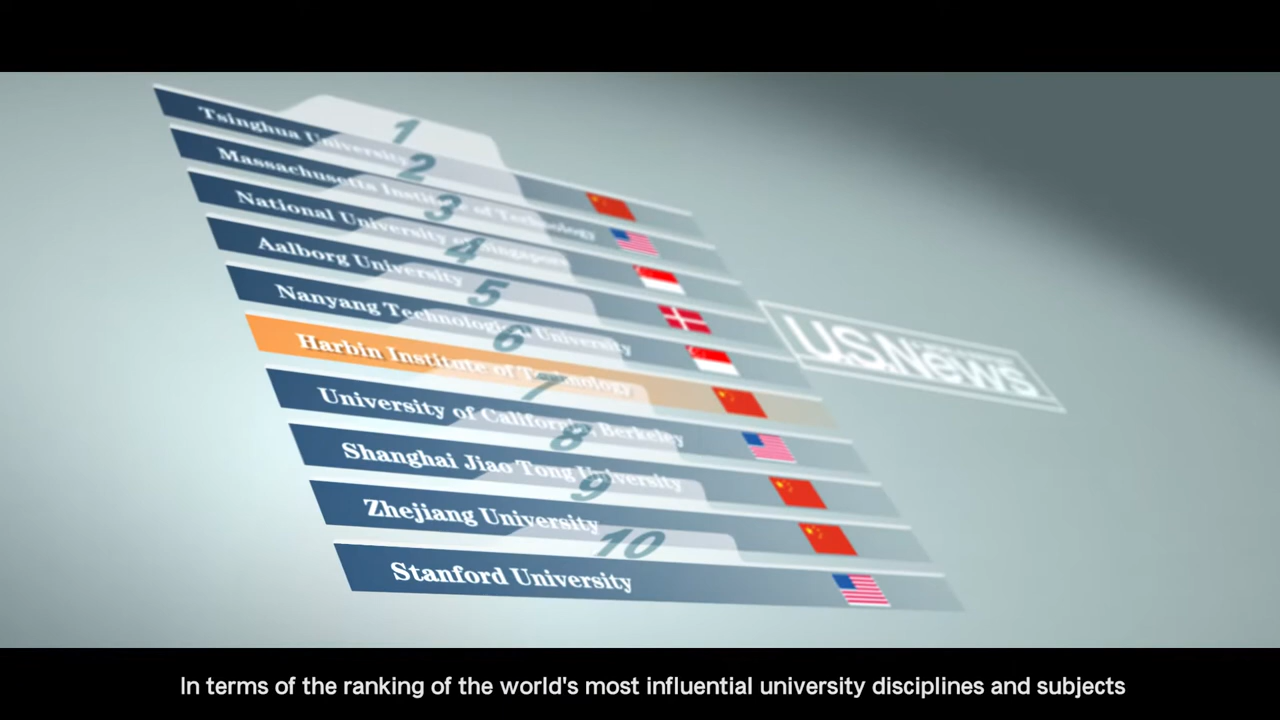 1
Tsinghua University
2
Massachusetts Institute of Technology
3
National University of Singapore
4
Aalborg University
5
Nanyang Technological University
6
Harbin Institute of Technology
7
University of California, Berkeley
8
Shanghai Jiao Tong University
9
Zhejiang University
10
Stanford University
U.S.News
In terms of the ranking of the world's most influential university disciplines and subjects